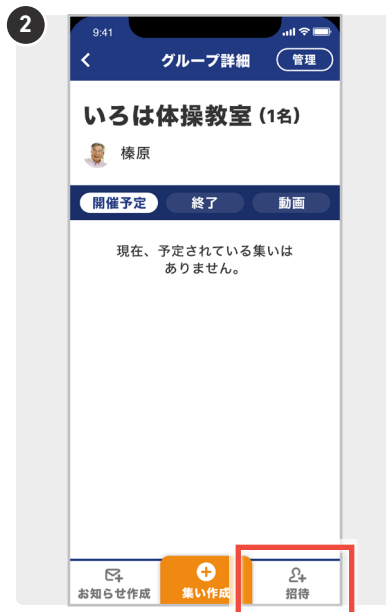 2
9:41
グループ詳細
管理
いろは体操教室 (1名)
榛原
開催予定
終了
動画
現在、予定されている集いは
ありません。
お知らせ作成
集い作成
招待